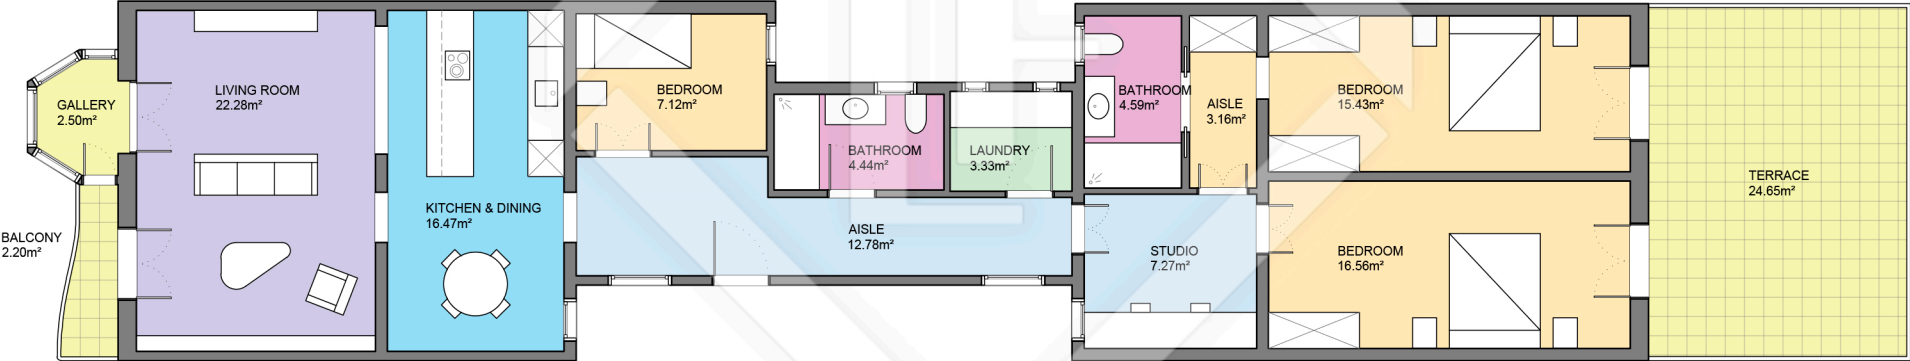 GALLERY
2.50m²
BALCONY
2.20m²
LIVING ROOM
22.28m²
KITCHEN & DINING
16.47m²
BEDROOM
7.12m²
BATHROOM
4.44m²
LAUNDRY
3.33m²
AISLE
12.78m²
BATHROOM
4.59m²
AISLE
3.16m²
STUDIO
7.27m²
BEDROOM
15.43m²
BEDROOM
16.56m²
TERRACE
24.65m²